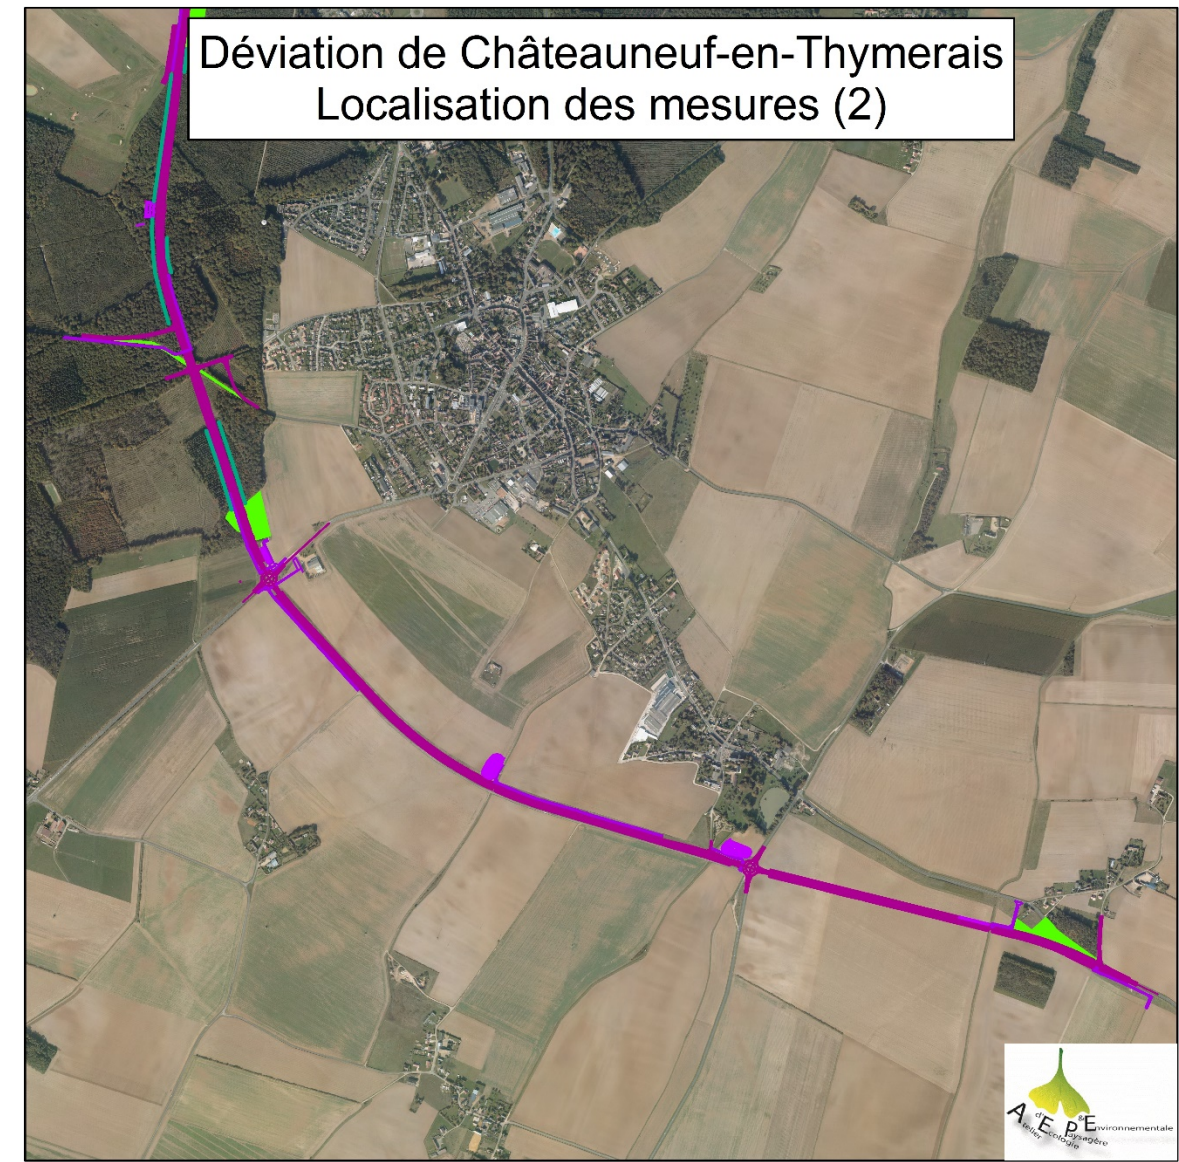 Déviation de Châteauneuf-en-Thymerais
Localisation des mesures (2)
Atelier d'Ecologie Paysagère & Environnementale